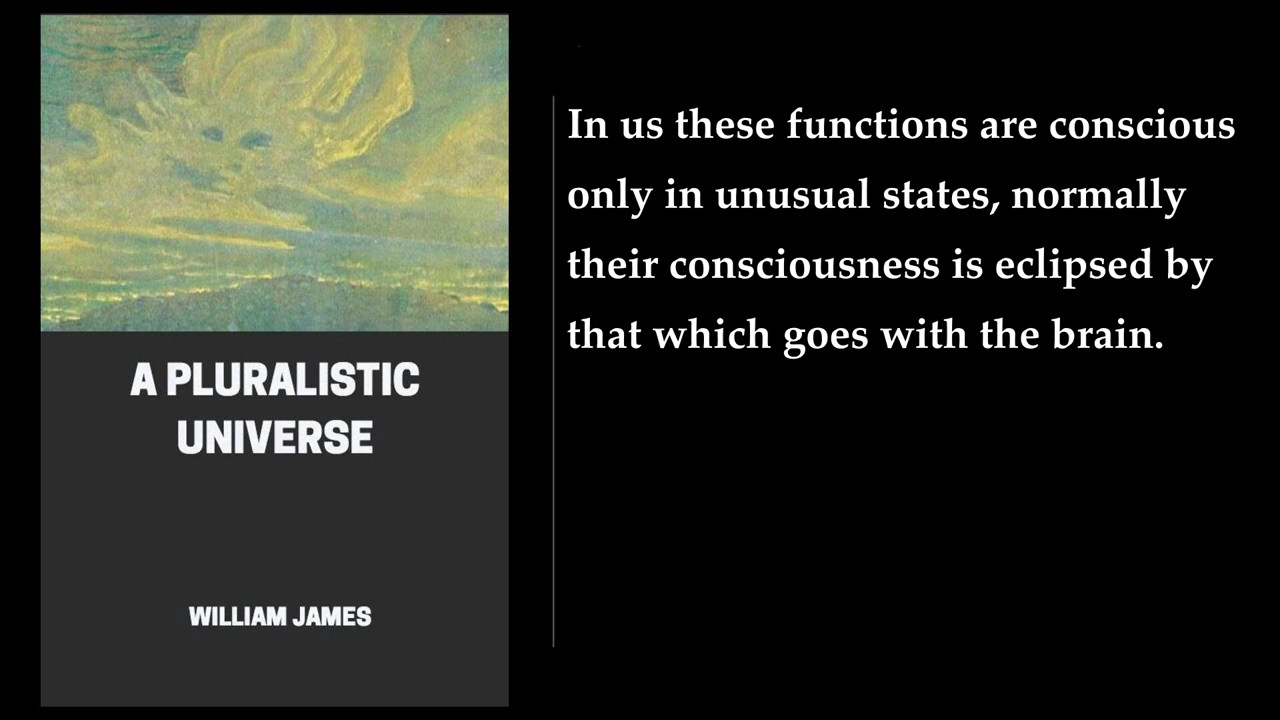 A PLURALISTIC
UNIVERSE
WILLIAM JAMES
In us these functions are conscious
only in unusual states, normally
their consciousness is eclipsed by
that which goes with the brain.